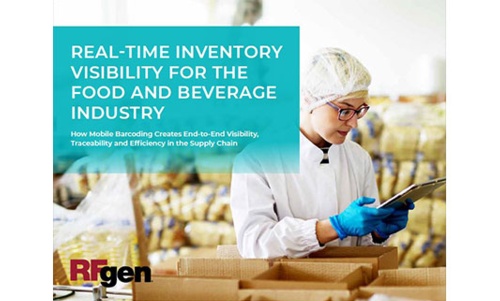 REAL-TIME INVENTORY
VISIBILITY FOR THE
FOOD AND BEVERAGE
INDUSTRY
How Mobile Barcoding Creates End-to-End Visibility,
Traceability and Efficiency in the Supply Chain
RFgen